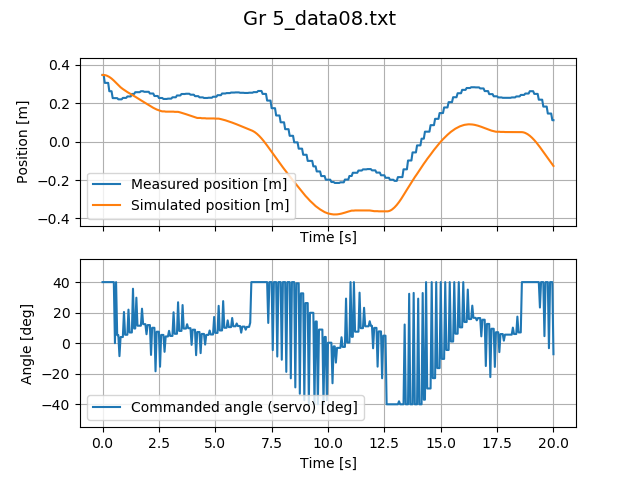 Gr 5_data08.txt
0.4
0.2
0.0
−0.2
−0.4
Position [m]
Measured position [m]
Simulated position [m]
Time [s]
40
20
0
−20
−40
Angle [deg]
Commanded angle (servo) [deg]
0.0 2.5 5.0 7.5 10.0 12.5 15.0 17.5 20.0
Time [s]